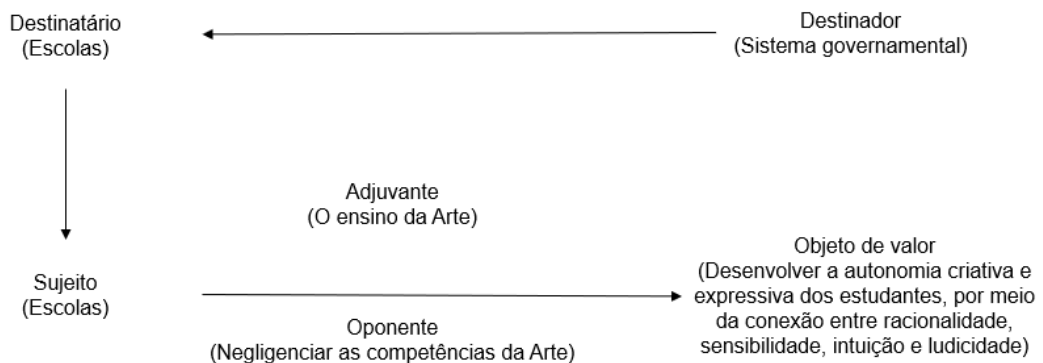 Destinatário
(Escolas)
Destinador
(Sistema governamental)
Adjuvante
(O ensino da Arte)
Sujeito
(Escolas)
Oponente
(Negligenciar as competências da Arte)
Objeto de valor
(Desenvolver a autonomia criativa e
expressiva dos estudantes, por meio
da conexão entre racionalidade,
sensibilidade, intuição e ludicidade)